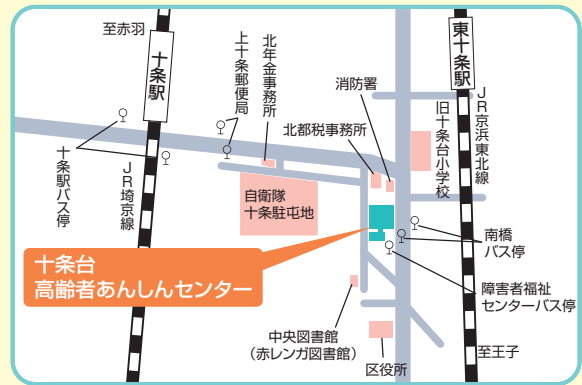 至赤羽
十条駅
上十条郵便局
北年金事務所
消防署
北都税事務所
旧十条台小学校
東十条駅
JR京浜東北線
十条駅バス停
JR埼京線
自衛隊
十条駐屯地
南橋
バス停
十条台
高齢者あんしんセンター
障害者福祉
センターバス停
中央図書館
(赤レンガ図書館)
区役所
至王子